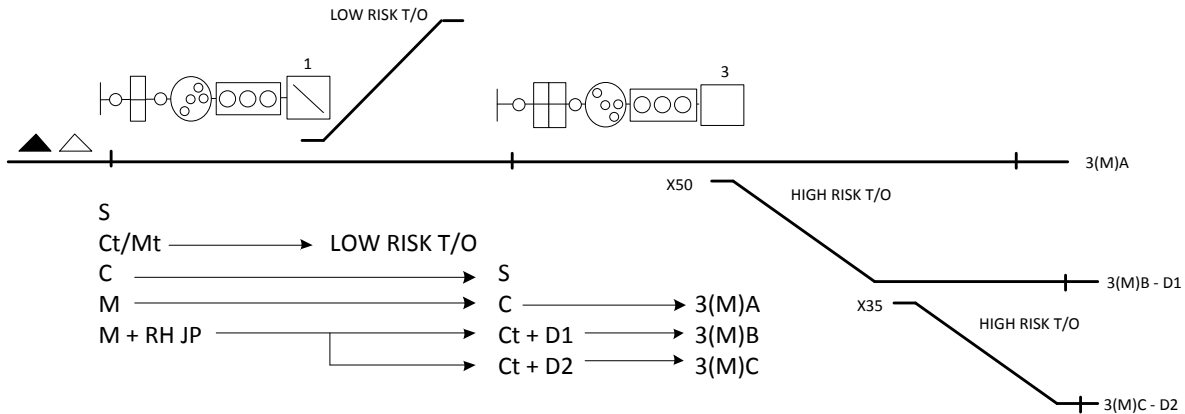 LOW RISK T/O
1
3
3(M)A
X50
HIGH RISK T/O
S
Ct/Mt LOW RISK T/O
C S
M C 3(M)A
M + RH JP Ct + D1 3(M)B
Ct + D2 3(M)C
3(M)B - D1
X35
HIGH RISK T/O
3(M)C - D2